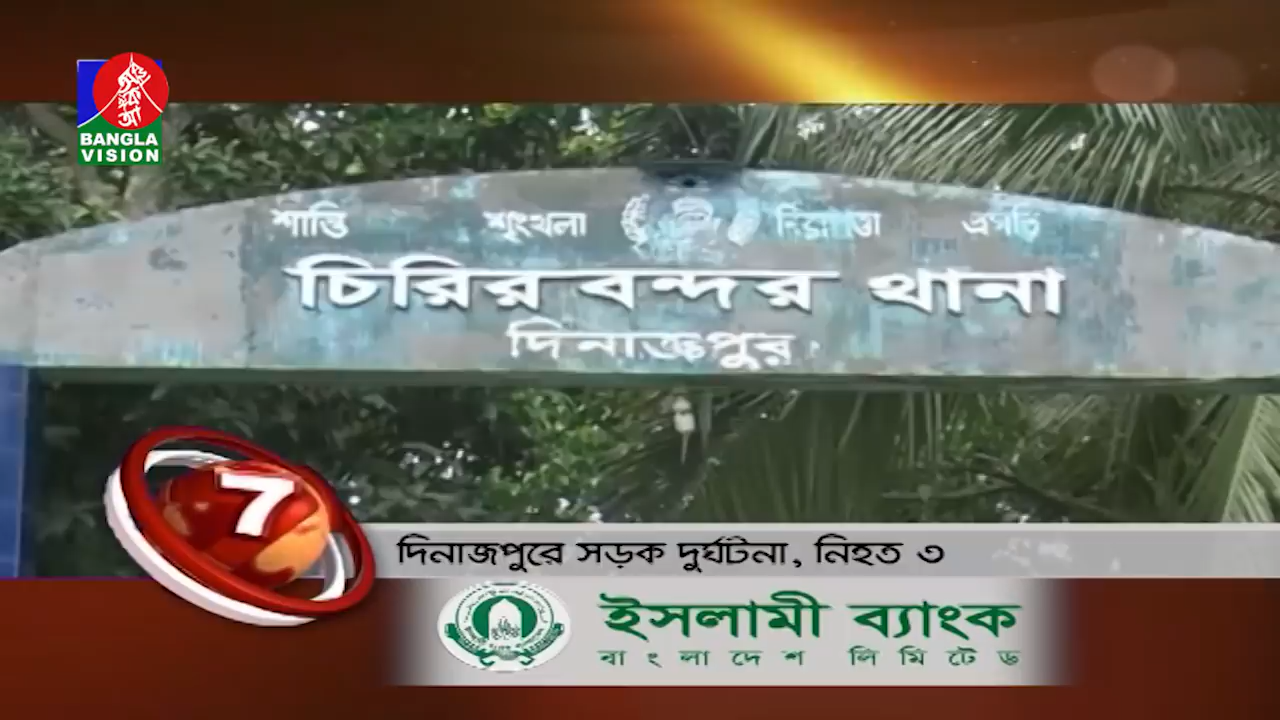 BANGLA
VISION
শান্তি শৃংখলা নিরাপত্তা প্রগতি
চিরিরবন্দর থানা
দিনাজপুর
7
দিনাজপুরে সড়ক দুর্ঘটনা, নিহত ৩
ইসলামী ব্যাংক
বাংলাদেশ লিমিটেড